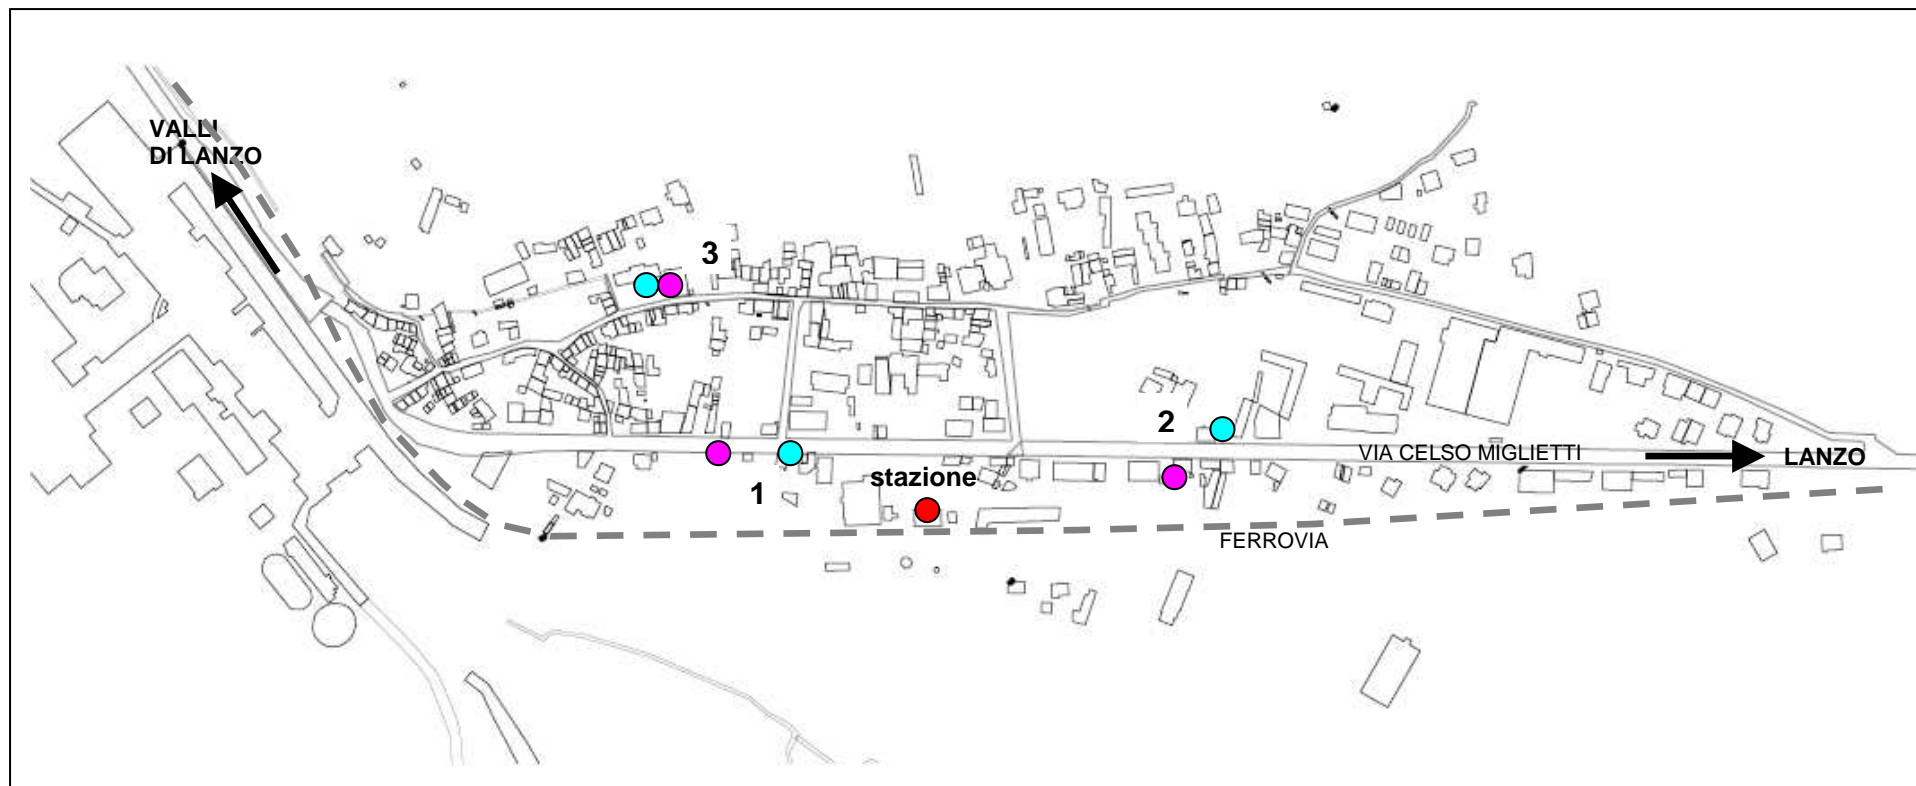 VALLI
DI LANZO
3
2
VIA CELSO MIGLIETTI
LANZO
stazione
1
FERROVIA